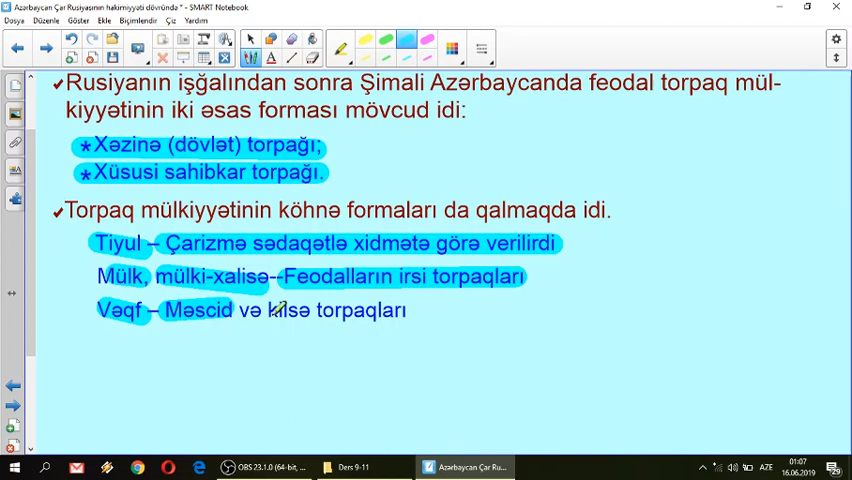 Azərbaycan Çar Rusiyasının hakimiyyəti dövründə * - SMART Notebook
Dosya Düzenle Göster Ekle Biçimlendir Çiz Yardım
Rusiyanın işğalından sonra Şimali Azərbaycanda feodal torpaq mül-
kiyyətinin iki əsas forması mövcud idi:
*Xəzinə (dövlət) torpağı;
*Xüsusi sahibkar torpağı.
Torpaq mülkiyyətinin köhnə formaları da qalmaqda idi.
Tiyul – Çarizmə sədaqətlə xidmətə görə verilirdi
Mülk, mülki-xalisə--Feodalların irsi torpaqları
Vəqf – Məscid və kilsə torpaqları
OBS 23.1.0 (64-bit, ...
Ders 9-11
Azərbaycan Çar Ru...
AZE
01:07
16.06.2019
29